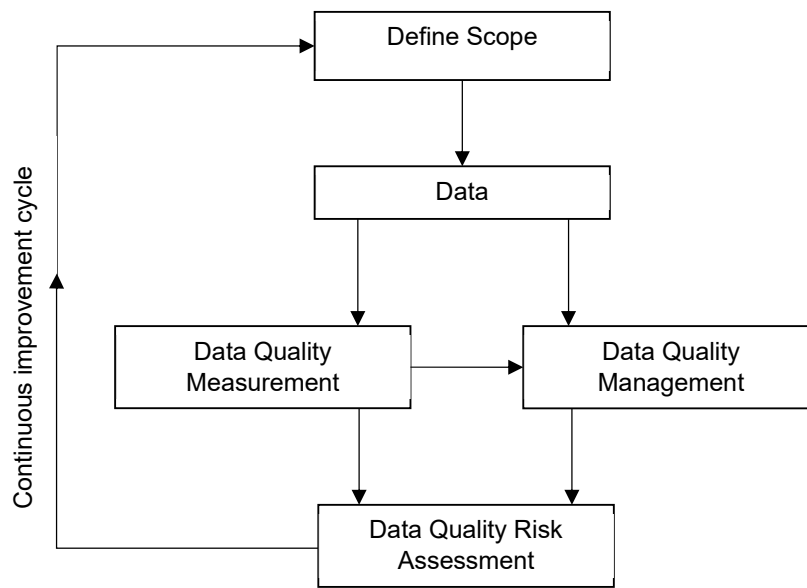 Define Scope
Data
Data Quality
Measurement
Data Quality
Management
Data Quality Risk
Assessment
Continuous improvement cycle